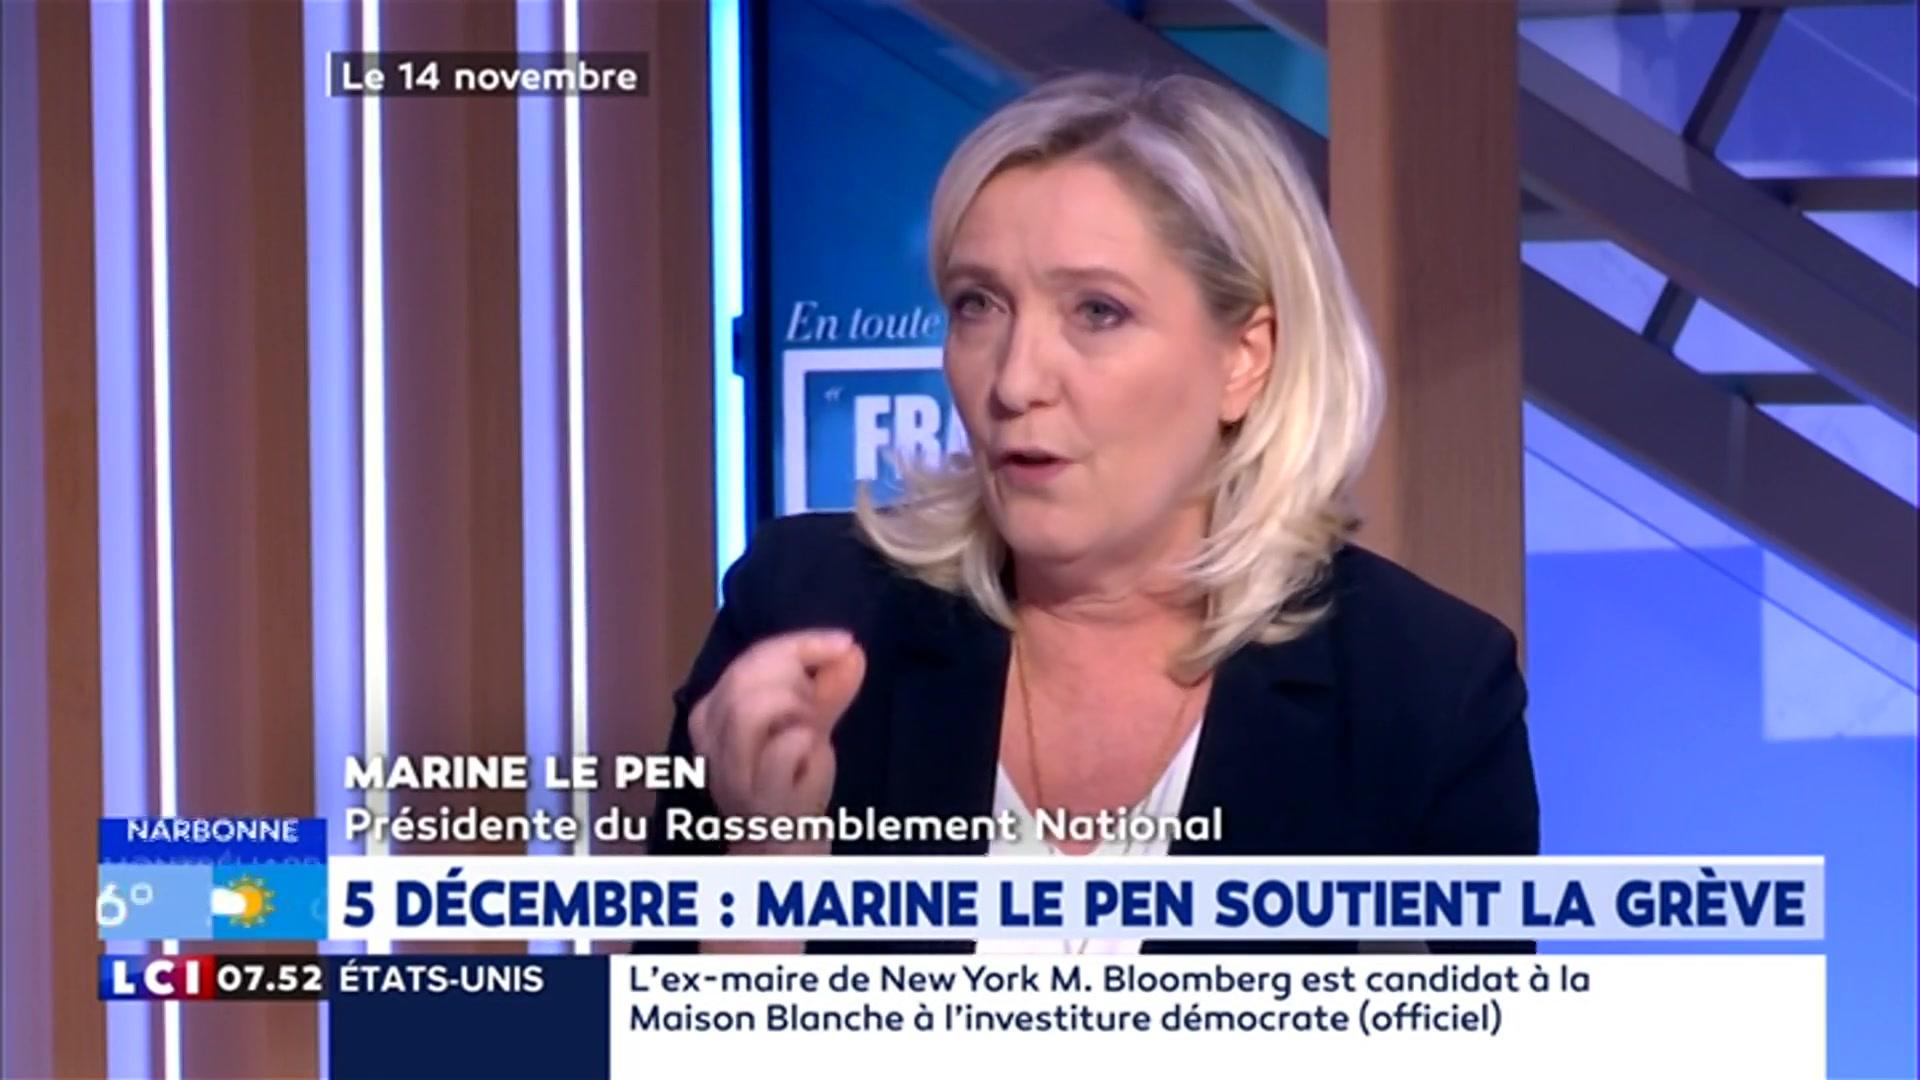 Le 14 novembre
En toute
" FRA
MARINE LE PEN
Présidente du Rassemblement National
NARBONNE
6°
5 DÉCEMBRE : MARINE LE PEN SOUTIENT LA GRÈVE
LCI 07.52 ÉTATS-UNIS
L'ex-maire de New York M. Bloomberg est candidat à la
Maison Blanche à l'investiture démocrate (officiel)